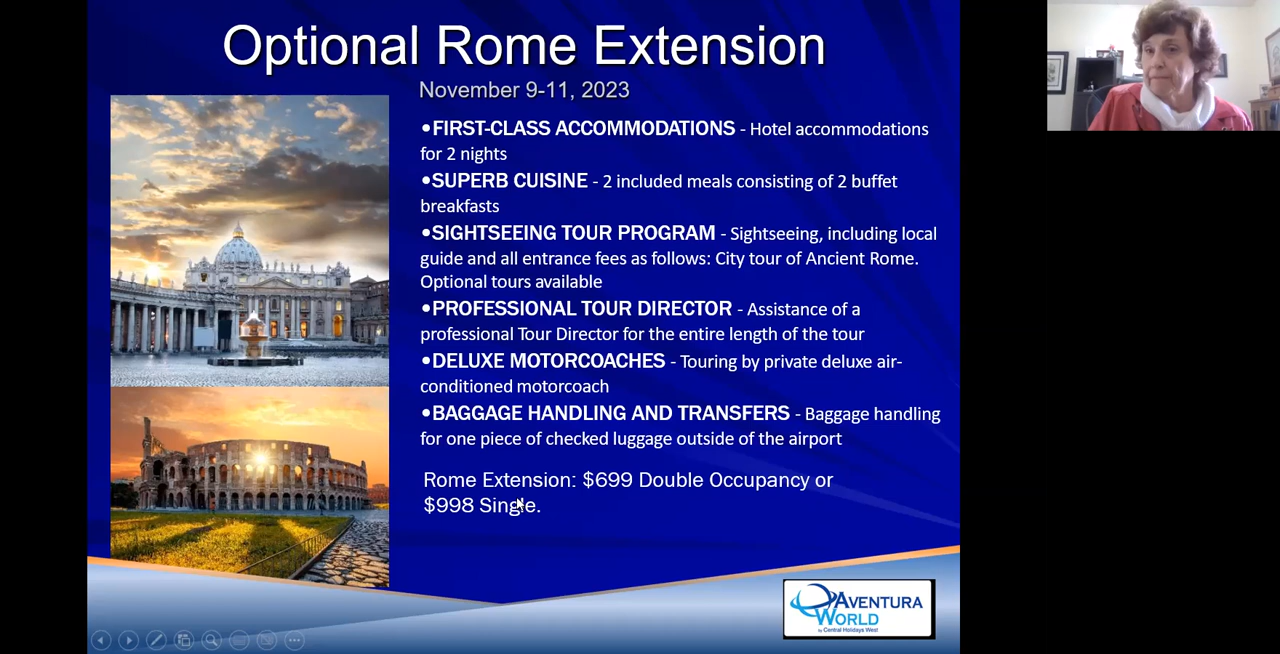 Optional Rome Extension
November 9-11, 2023
•FIRST-CLASS ACCOMMODATIONS - Hotel accommodations
for 2 nights
•SUPERB CUISINE - 2 included meals consisting of 2 buffet
breakfasts
•SIGHTSEEING TOUR PROGRAM - Sightseeing, including local
guide and all entrance fees as follows: City tour of Ancient Rome.
Optional tours available
•PROFESSIONAL TOUR DIRECTOR - Assistance of a
professional Tour Director for the entire length of the tour
•DELUXE MOTORCOACHES - Touring by private deluxe air-
conditioned motorcoach
•BAGGAGE HANDLING AND TRANSFERS - Baggage handling
for one piece of checked luggage outside of the airport
Rome Extension: $699 Double Occupancy or
$998 Single.
AVENTURA
WORLD
by Central Holidays West